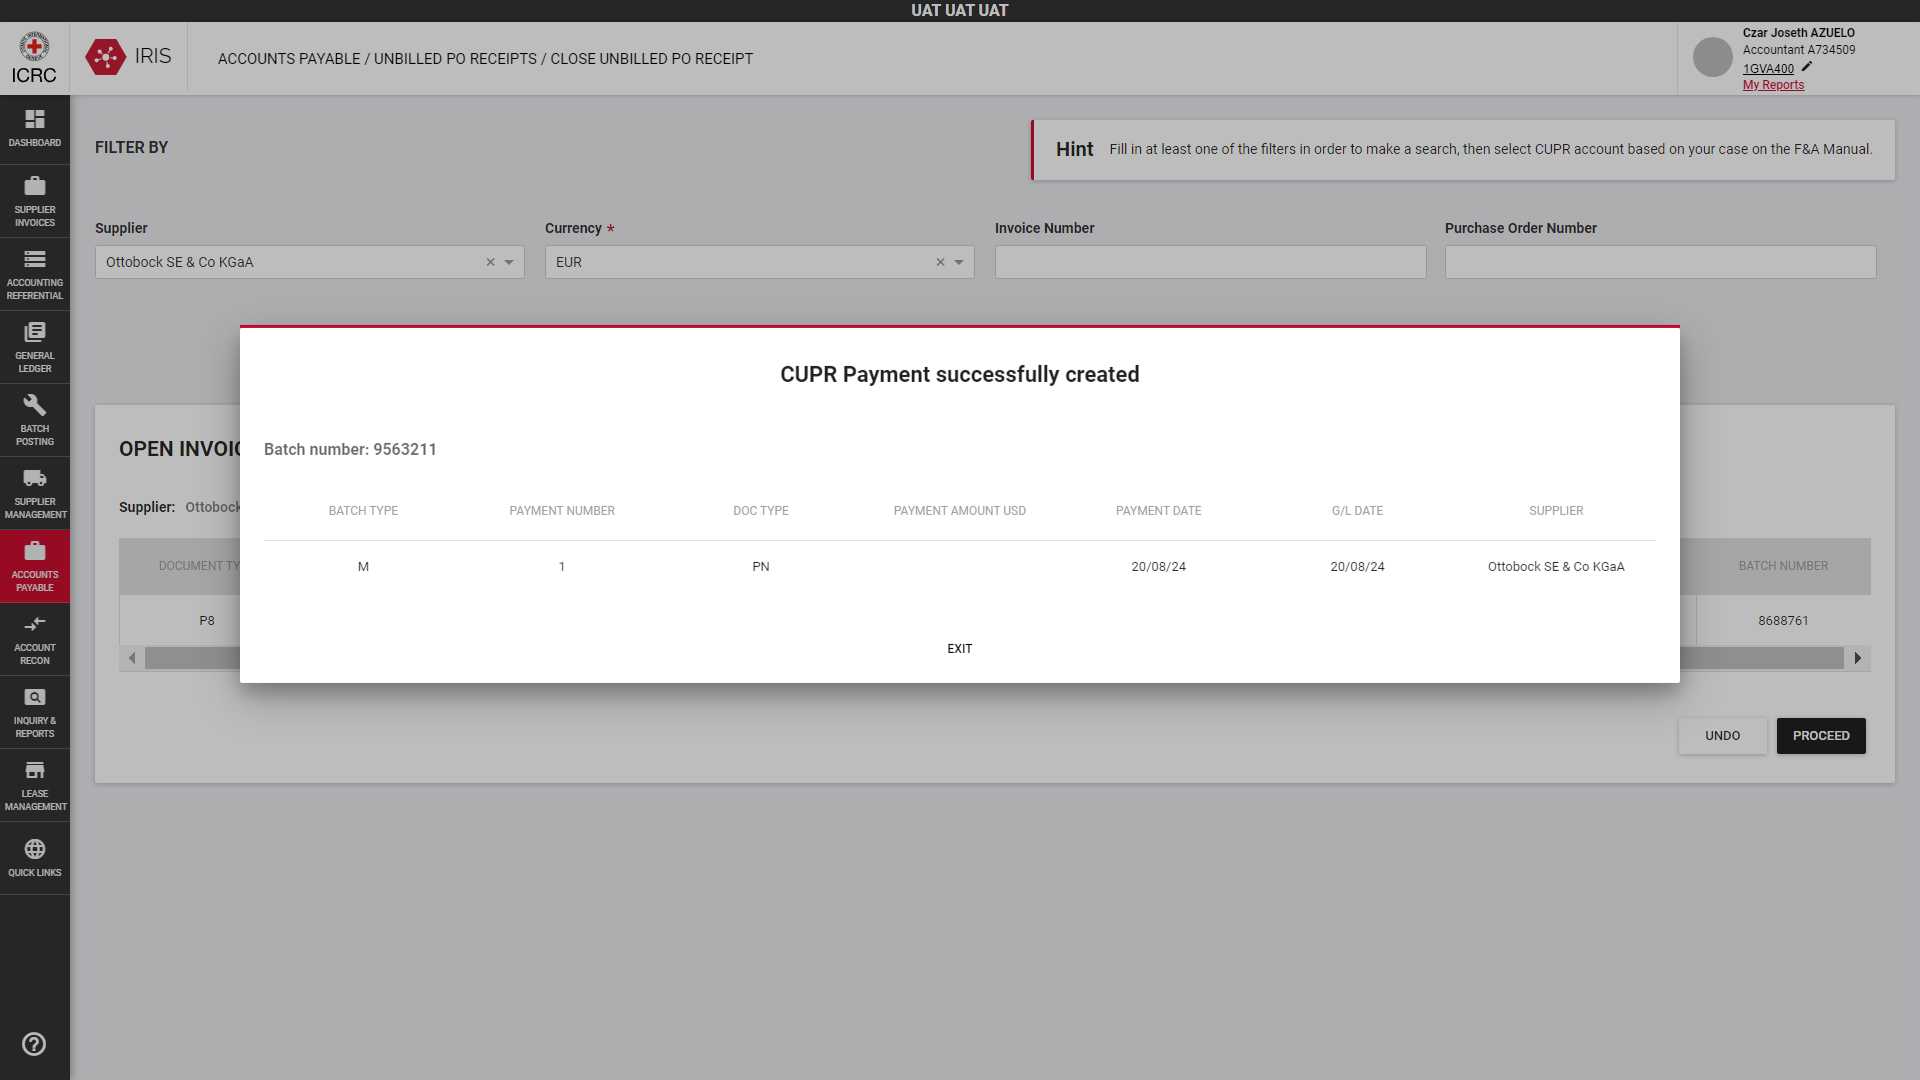 UAT UAT UAT
ICRC
IRIS
ACCOUNTS PAYABLE / UNBILLED PO RECEIPTS / CLOSE UNBILLED PO RECEIPT
Czar Joseth AZUELO
Accountant A734509
1GVA400
My Reports
DASHBOARD
SUPPLIER
INVOICES
ACCOUNTING
REFERENTIAL
GENERAL
LEDGER
BATCH
POSTING
SUPPLIER
MANAGEMENT
ACCOUNTS
PAYABLE
ACCOUNT
RECON
INQUIRY &
REPORTS
LEASE
MANAGEMENT
QUICK LINKS
FILTER BY
Hint Fill in at least one of the filters in order to make a search, then select CUPR account based on your case on the F&A Manual.
Supplier Currency * Invoice Number Purchase Order Number
Ottobock SE & Co KGaA EUR
CUPR Payment successfully created
Batch number: 9563211
BATCH TYPE PAYMENT NUMBER DOC TYPE PAYMENT AMOUNT USD PAYMENT DATE G/L DATE SUPPLIER
M 1 PN 20/08/24 20/08/24 Ottobock SE & Co KGaA
EXIT
OPEN INVOIC
Supplier: Ottobock
DOCUMENT TY BATCH NUMBER
P8 8688761
UNDO PROCEED